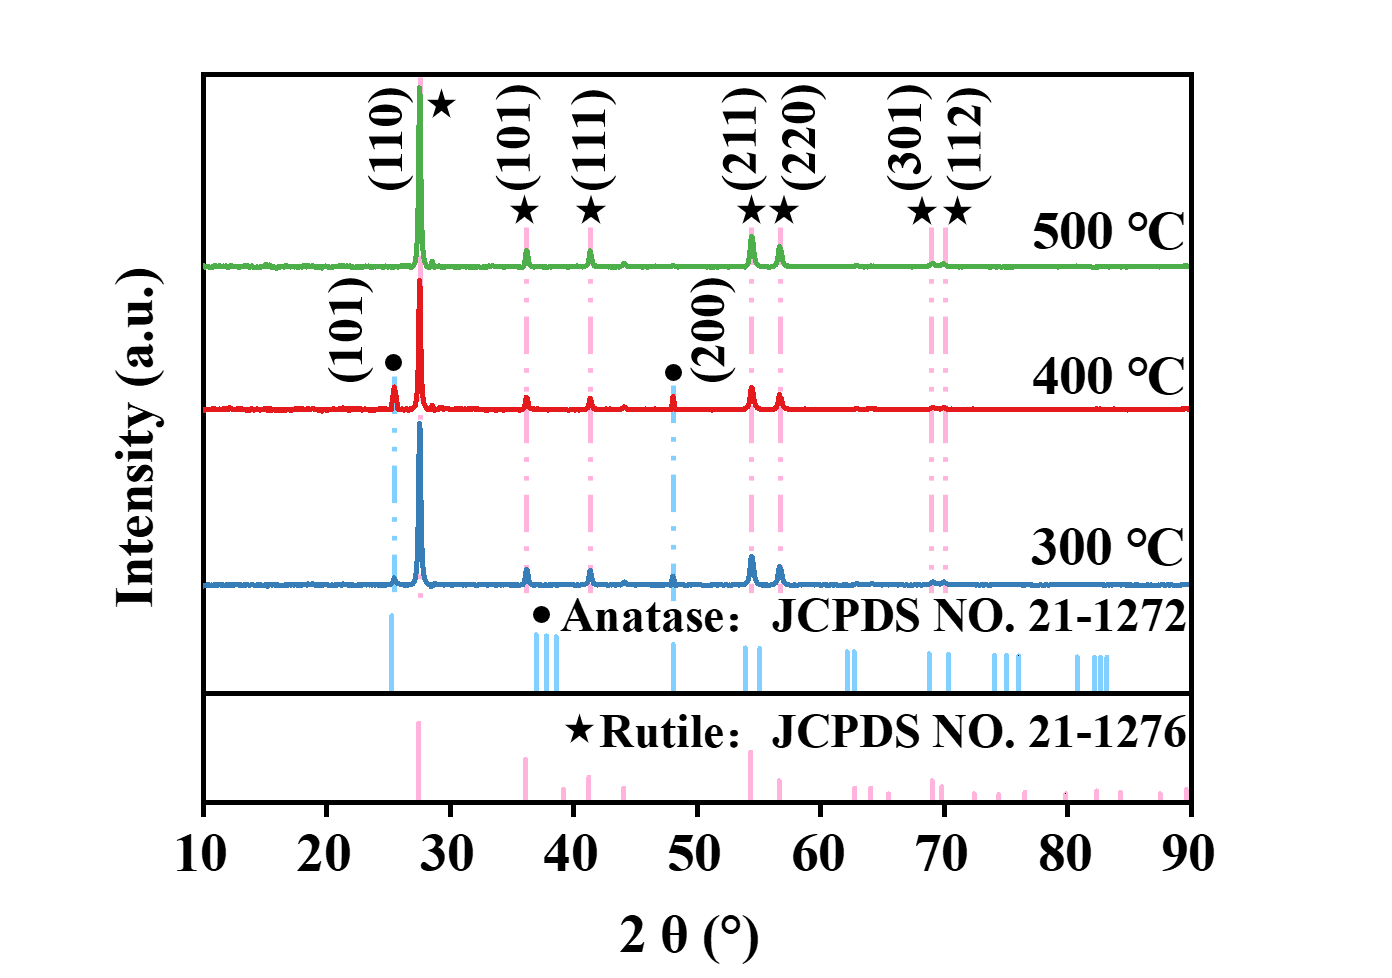 (110) ★ (101) (111) (211) (220) (301) (112)
★ ★ ★ ★ ★ ★
500 °C
(101) (200)
● ●
400 °C
300 °C
Intensity (a.u.)
● Anatase：JCPDS NO. 21-1272
★Rutile：JCPDS NO. 21-1276
10 20 30 40 50 60 70 80 90
2 θ (°)